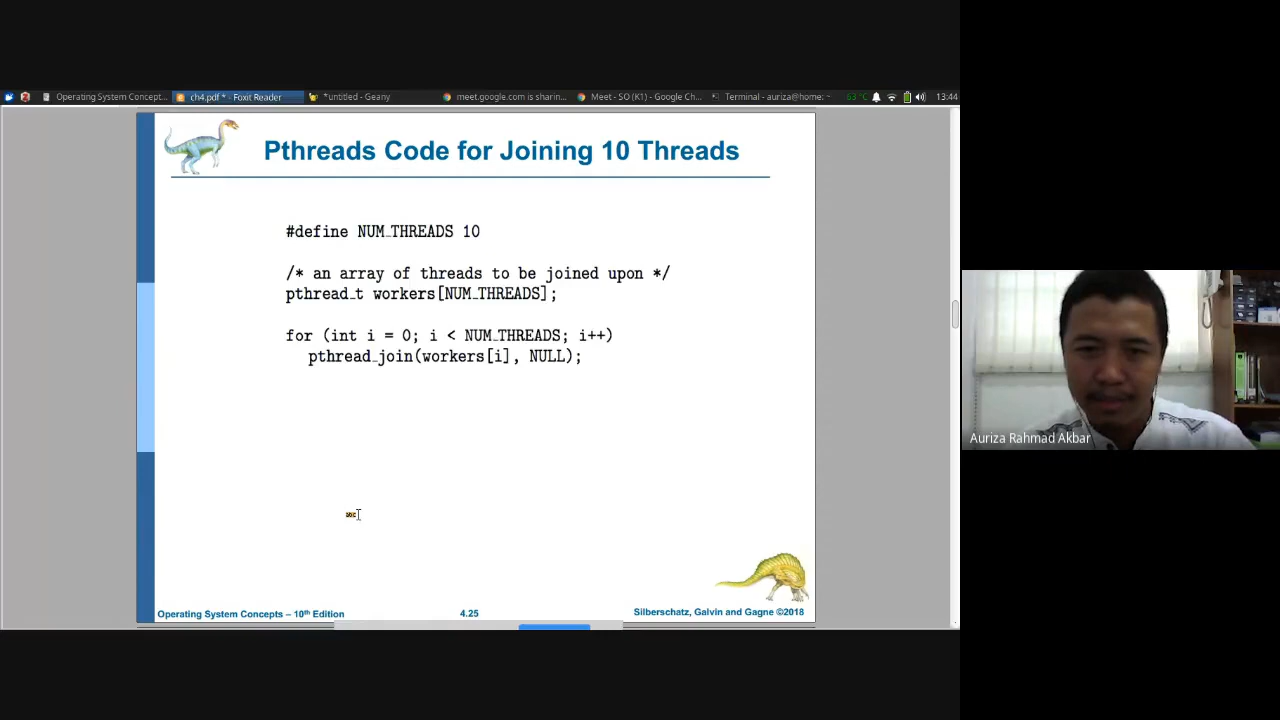 Operating System Concept...
ch4.pdf * - Foxit Reader
*untitled - Geany
meet.google.com is sharin...
Meet - SO (K1) - Google Ch...
Terminal - auriza@home: ~
63 °C
13:44
Pthreads Code for Joining 10 Threads
#define NUM_THREADS 10
/* an array of threads to be joined upon */
pthread_t workers[NUM_THREADS];
for (int i = 0; i < NUM_THREADS; i++)
pthread_join(workers[i], NULL);
Auriza Rahmad Akbar
Operating System Concepts – 10th Edition
4.25
Silberschatz, Galvin and Gagne ©2018